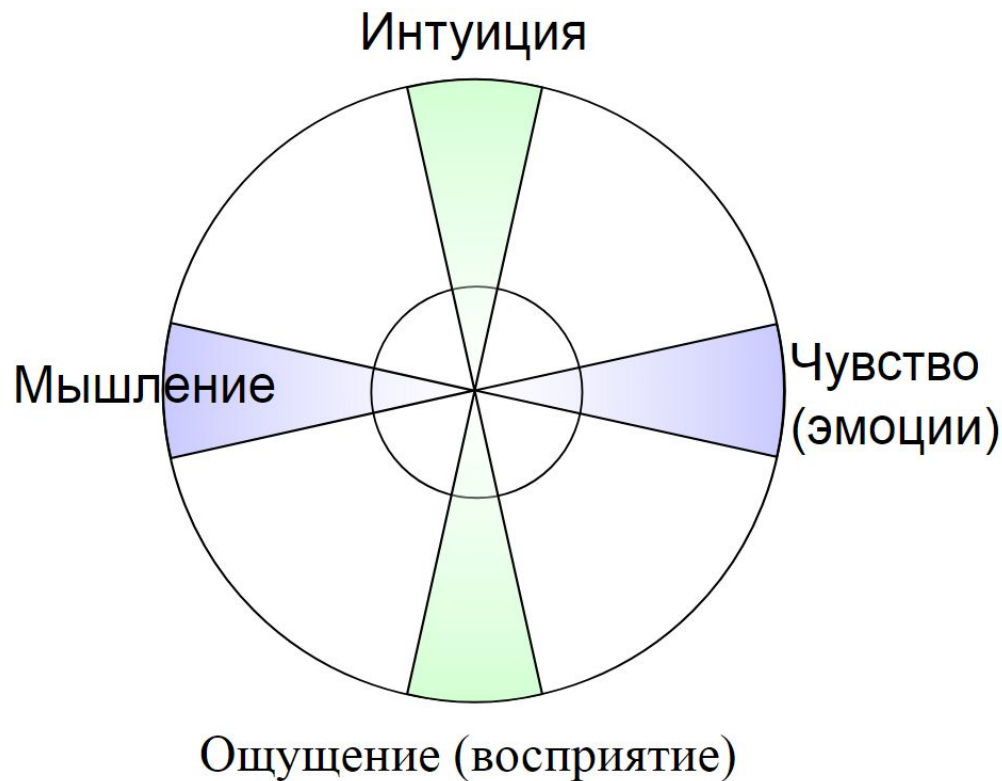 Интуиция
Мышление
Чувство
(эмоции)
Ощущение (восприятие)